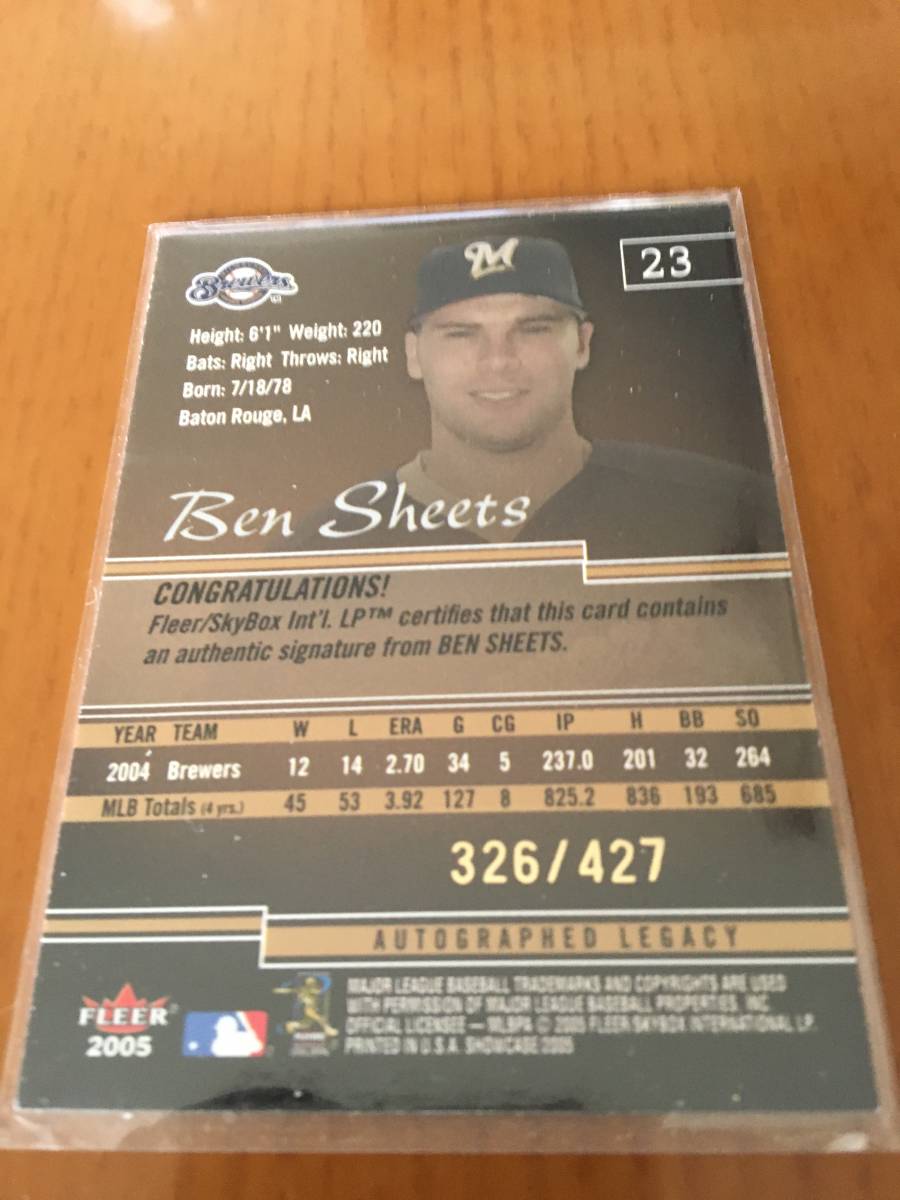 M
23
Brewers
Height: 6'1" Weight: 220
Bats: Right Throws: Right
Born: 7/18/78
Baton Rouge, LA
Ben Sheets
CONGRATULATIONS!
Fleer/SkyBox Int'l. LP™ certifies that this card contains
an authentic signature from BEN SHEETS.
YEAR TEAM W L ERA G CG IP H BB SO
2004 Brewers 12 14 2.70 34 5 237.0 201 32 264
MLB Totals (4 yrs.) 45 53 3.92 127 8 825.2 836 193 685
326/427
AUTOGRAPHED LEGACY
FLEER
2005
MAJOR LEAGUE BASEBALL TRADEMARKS AND COPYRIGHTS ARE USED
WITH PERMISSION OF MAJOR LEAGUE BASEBALL PROPERTIES, INC.
OFFICIAL LICENSEE — MLBPA © 2005 FLEER/SKYBOX INTERNATIONAL LP.
PRINTED IN U.S.A. SHOWCASE 2005